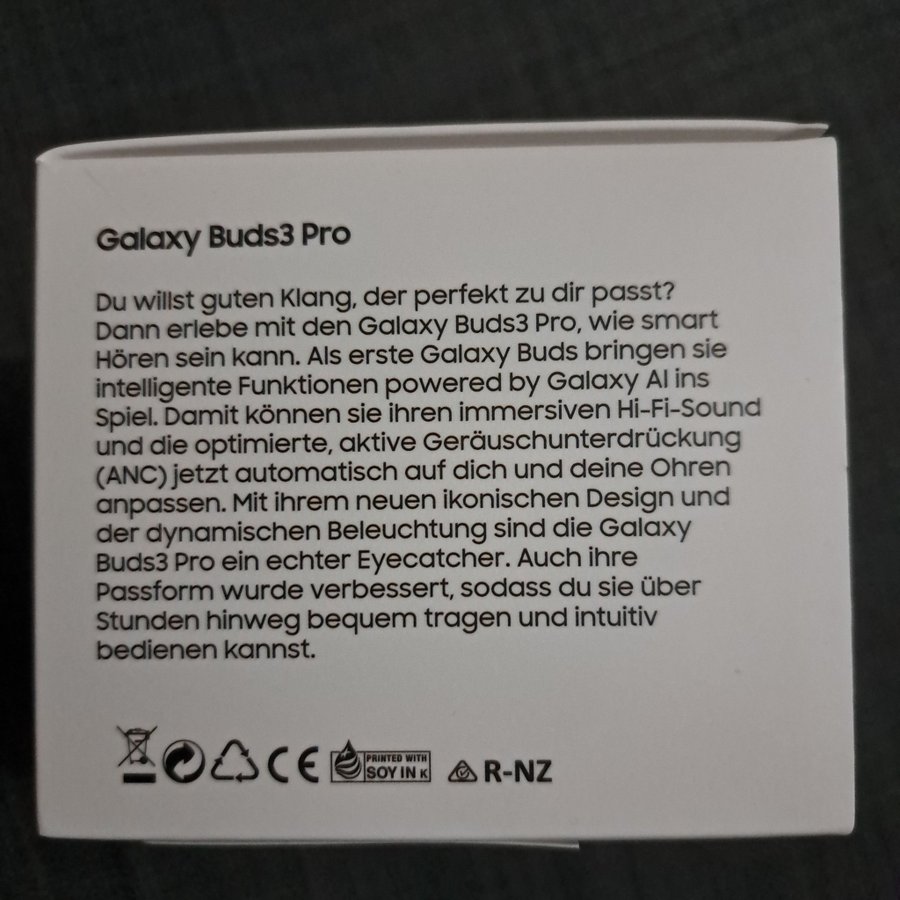 Galaxy Buds3 Pro
Du willst guten Klang, der perfekt zu dir passt?
Dann erlebe mit den Galaxy Buds3 Pro, wie smart
Hören sein kann. Als erste Galaxy Buds bringen sie
intelligente Funktionen powered by Galaxy AI ins
Spiel. Damit können sie ihren immersiven Hi-Fi-Sound
und die optimierte, aktive Geräuschunterdrückung
(ANC) jetzt automatisch auf dich und deine Ohren
anpassen. Mit ihrem neuen ikonischen Design und
der dynamischen Beleuchtung sind die Galaxy
Buds3 Pro ein echter Eyecatcher. Auch ihre
Passform wurde verbessert, sodass du sie über
Stunden hinweg bequem tragen und intuitiv
bedienen kannst.
CE PRINTED WITH SOY IN K R-NZ